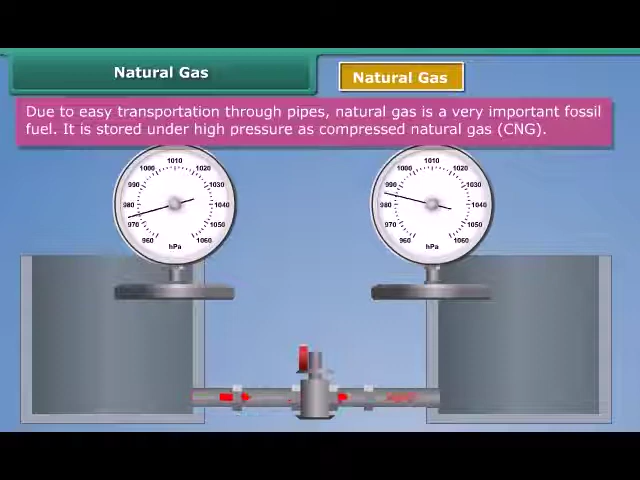 Natural Gas
Natural Gas
Due to easy transportation through pipes, natural gas is a very important fossil
fuel. It is stored under high pressure as compressed natural gas (CNG).
1010
1000 1020
990 1030
980 1040
970 1050
960 1060
hPa
1010
1000 1020
990 1030
980 1040
970 1050
960 1060
hPa